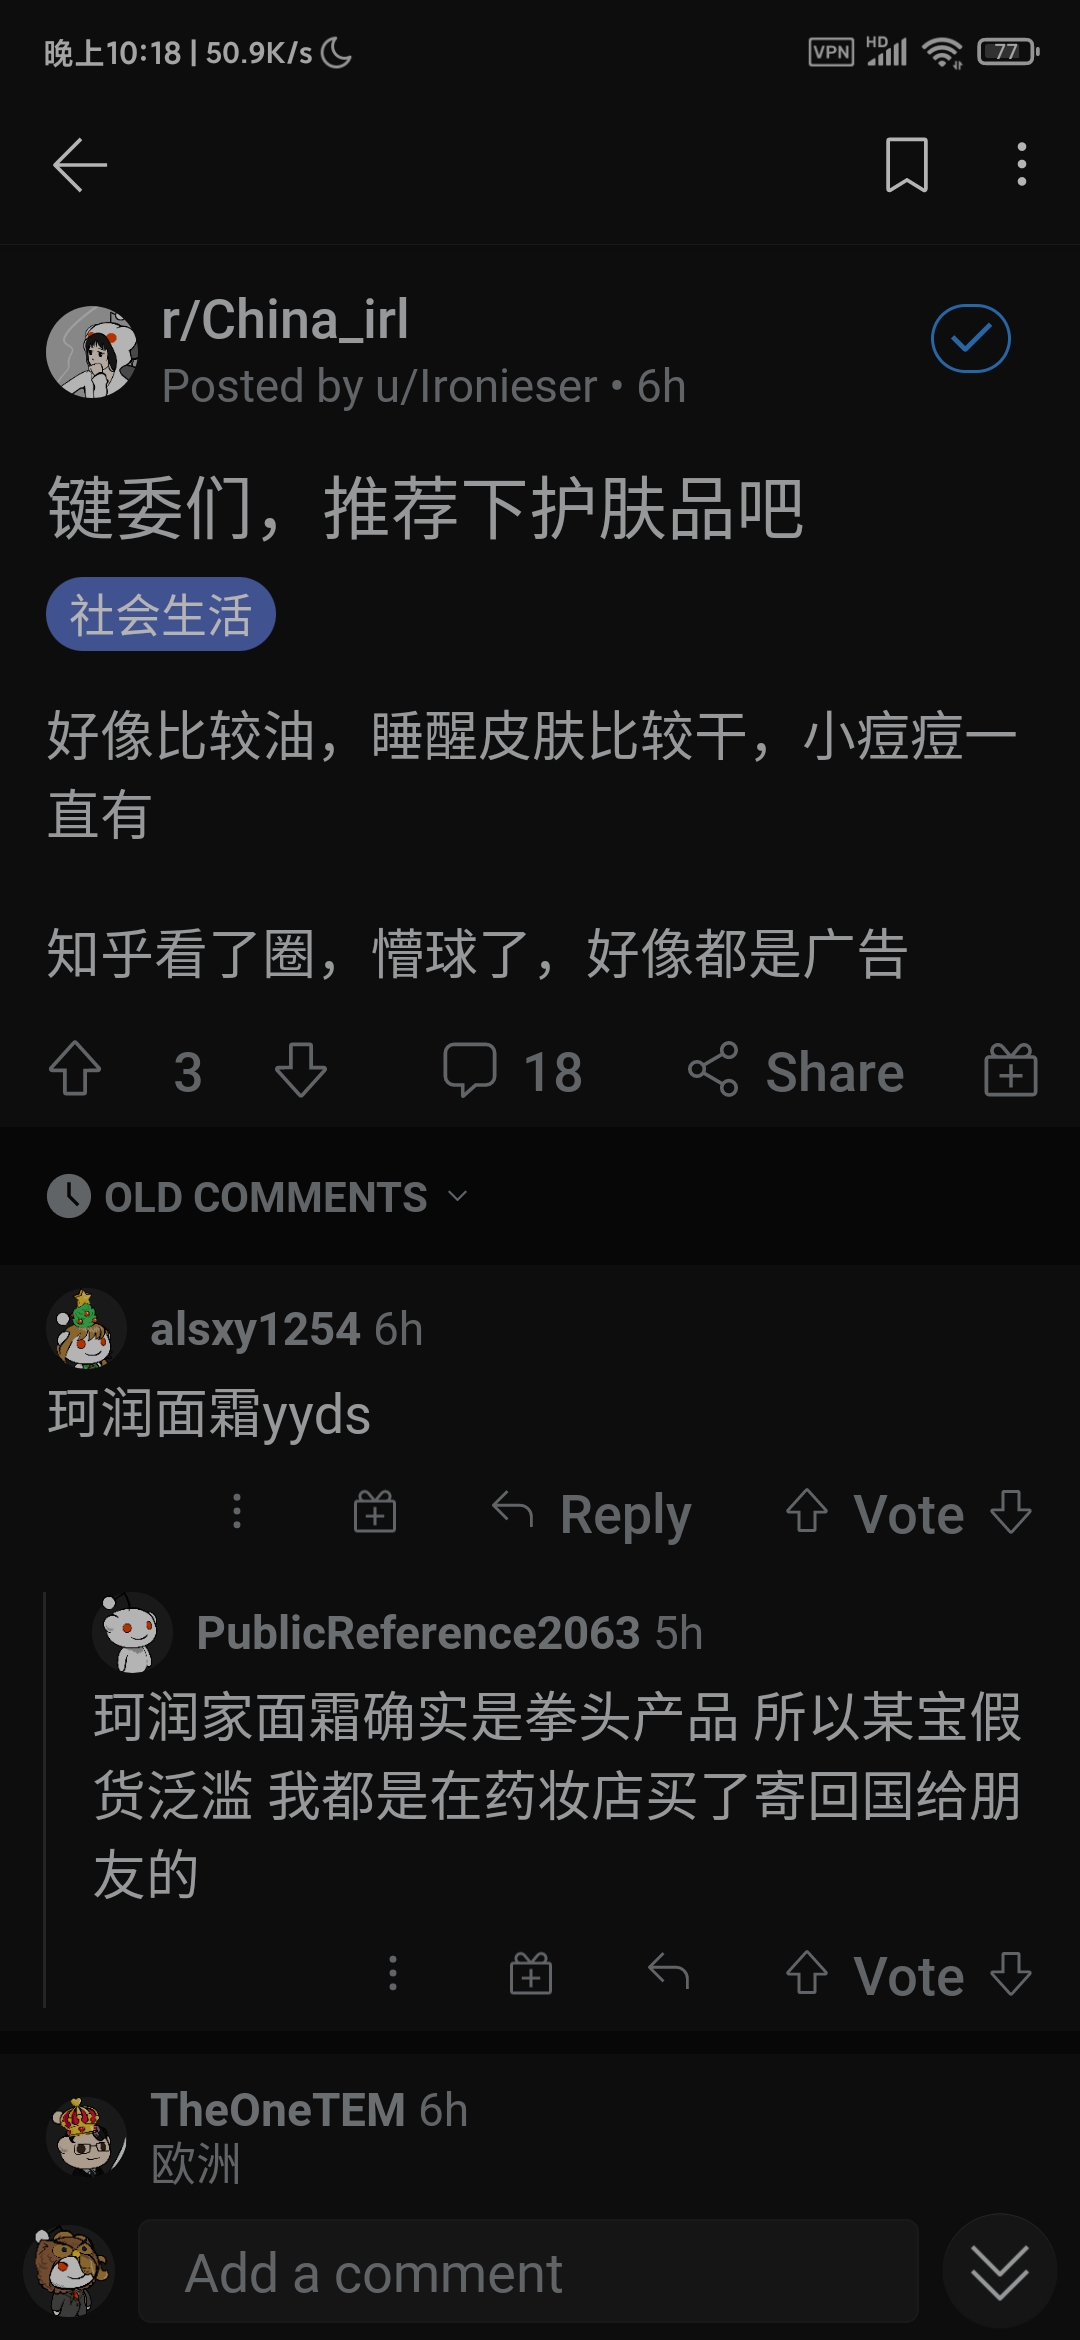 晚上10:18 | 50.9K/s
VPN HD 77
r/China_irl
Posted by u/Ironieser • 6h
键委们，推荐下护肤品吧
社会生活
好像比较油，睡醒皮肤比较干，小痘痘一
直有
知乎看了圈，懵球了，好像都是广告
3 18 Share
OLD COMMENTS
alsxy1254 6h
珂润面霜yyds
Reply Vote
PublicReference2063 5h
珂润家面霜确实是拳头产品 所以某宝假
货泛滥 我都是在药妆店买了寄回国给朋
友的
Vote
TheOneTEM 6h
欧洲
Add a comment